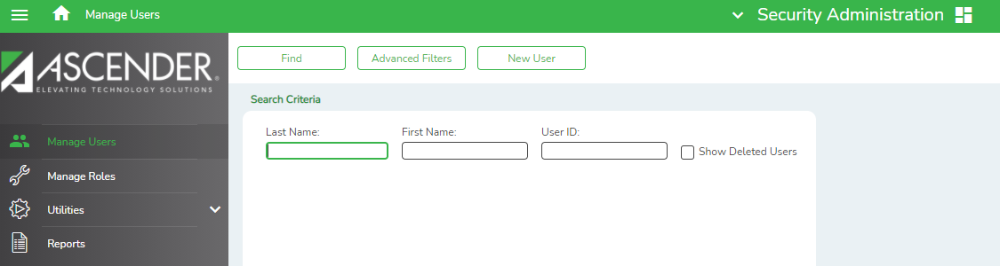 Manage Users
Security Administration
ASCENDER.
ELEVATING TECHNOLOGY SOLUTIONS
Manage Users
Manage Roles
Utilities
Reports
Find
Advanced Filters
New User
Search Criteria
Last Name:
First Name:
User ID:
Show Deleted Users